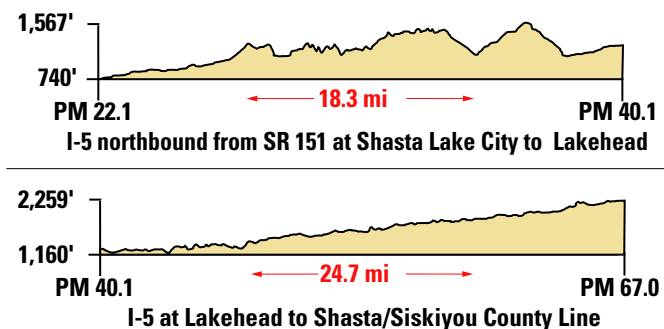 1,567'
740'
18.3 mi
PM 22.1 PM 40.1
I-5 northbound from SR 151 at Shasta Lake City to Lakehead
2,259'
1,160'
24.7 mi
PM 40.1 PM 67.0
I-5 at Lakehead to Shasta/Siskiyou County Line